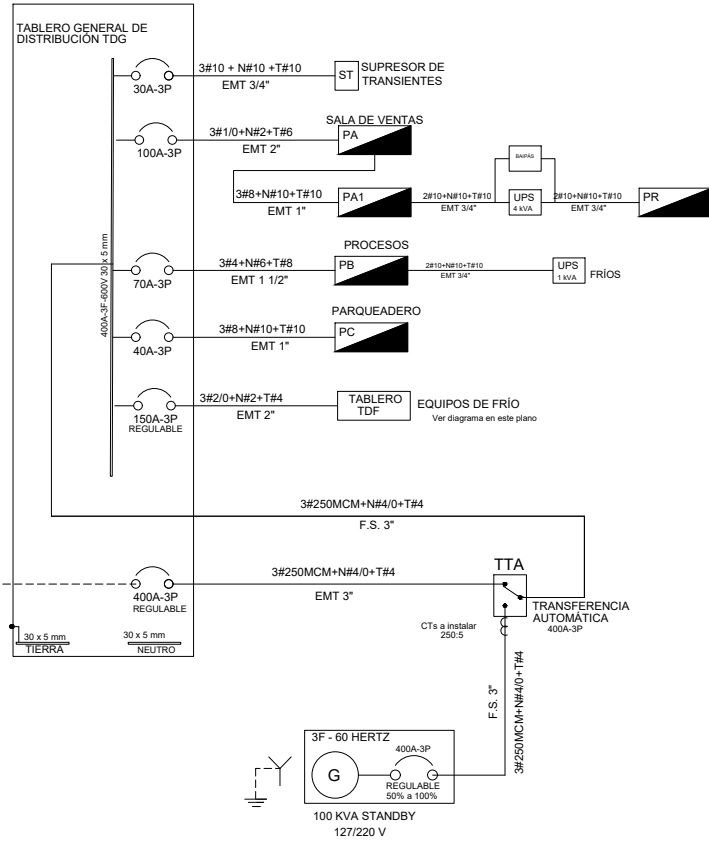 TABLERO GENERAL DE
DISTRIBUCIÓN TDG
3#10 + N#10 +T#10
EMT 3/4"
30A-3P
ST
SUPRESOR DE
TRANSIENTES
SALA DE VENTAS
3#1/0+N#2+T#6
EMT 2"
100A-3P
PA
3#8+N#10+T#10
EMT 1"
PA1
2#10+N#10+T#10
EMT 3/4"
BAIPÁS
UPS
4 kVA
2#10+N#10+T#10
EMT 3/4"
PR
400A-3F-600V 30 x 5 mm
PROCESOS
3#4+N#6+T#8
EMT 1 1/2"
70A-3P
PB
2#10+N#10+T#10
EMT 3/4"
UPS
1 kVA
FRÍOS
PARQUEADERO
3#8+N#10+T#10
EMT 1"
40A-3P
PC
3#2/0+N#2+T#4
EMT 2"
150A-3P
REGULABLE
TABLERO
TDF
EQUIPOS DE FRÍO
Ver diagrama en este plano
3#250MCM+N#4/0+T#4
F.S. 3"
3#250MCM+N#4/0+T#4
EMT 3"
400A-3P
REGULABLE
TTA
TRANSFERENCIA
AUTOMÁTICA
400A-3P
CTs a instalar
250:5
30 x 5 mm
TIERRA
30 x 5 mm
NEUTRO
F.S. 3"
3#250MCM+N#4/0+T#4
3F - 60 HERTZ
400A-3P
G
REGULABLE
50% a 100%
100 KVA STANDBY
127/220 V